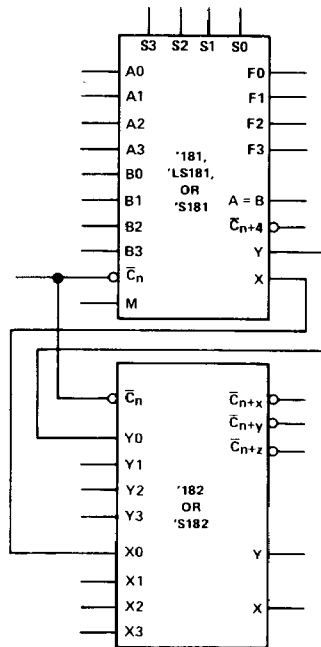 S3 S2 S1 S0
A0
A1
A2
A3
B0
B1
B2
B3
C̅n
M
'181,
'LS181,
OR
'S181
F0
F1
F2
F3
A = B
C̅n+4
Y
X
C̅n
Y0
Y1
Y2
Y3
X0
X1
X2
X3
'182
OR
'S182
C̅n+x
C̅n+y
C̅n+z
Y
X